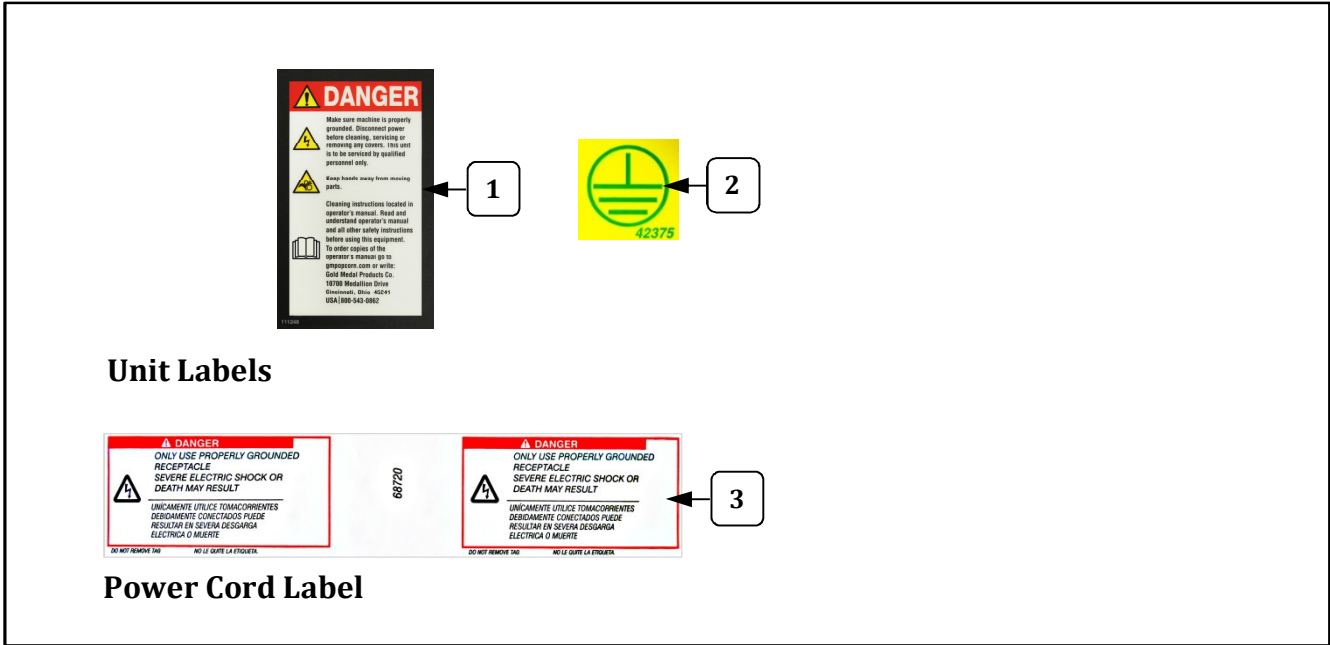 DANGER
Make sure machine is properly
grounded. Disconnect power
before cleaning, servicing or
removing any covers. This unit
is to be serviced by qualified
personnel only.
Keep hands away from moving
parts.
Cleaning instructions located in
operator's manual. Read and
understand operator's manual
and all other safety instructions
before using this equipment.
To order copies of the
operator's manual go to
gmpopcorn.com or write:
Gold Medal Products Co.
10700 Medallion Drive
Cincinnati, Ohio 45241
USA|800-543-0862
111248
1
42375
2
Unit Labels
DANGER
ONLY USE PROPERLY GROUNDED
RECEPTACLE
SEVERE ELECTRIC SHOCK OR
DEATH MAY RESULT
UNÍCAMENTE UTILICE TOMACORRIENTES
DEBIDAMENTE CONECTADOS PUEDE
RESULTAR EN SEVERA DESGARGA
ELECTRICA O MUERTE
DO NOT REMOVE TAG NO LE QUITE LA ETIQUETA.
68720
DANGER
ONLY USE PROPERLY GROUNDED
RECEPTACLE
SEVERE ELECTRIC SHOCK OR
DEATH MAY RESULT
UNÍCAMENTE UTILICE TOMACORRIENTES
DEBIDAMENTE CONECTADOS PUEDE
RESULTAR EN SEVERA DESGARGA
ELECTRICA O MUERTE
DO NOT REMOVE TAG NO LE QUITE LA ETIQUETA.
3
Power Cord Label